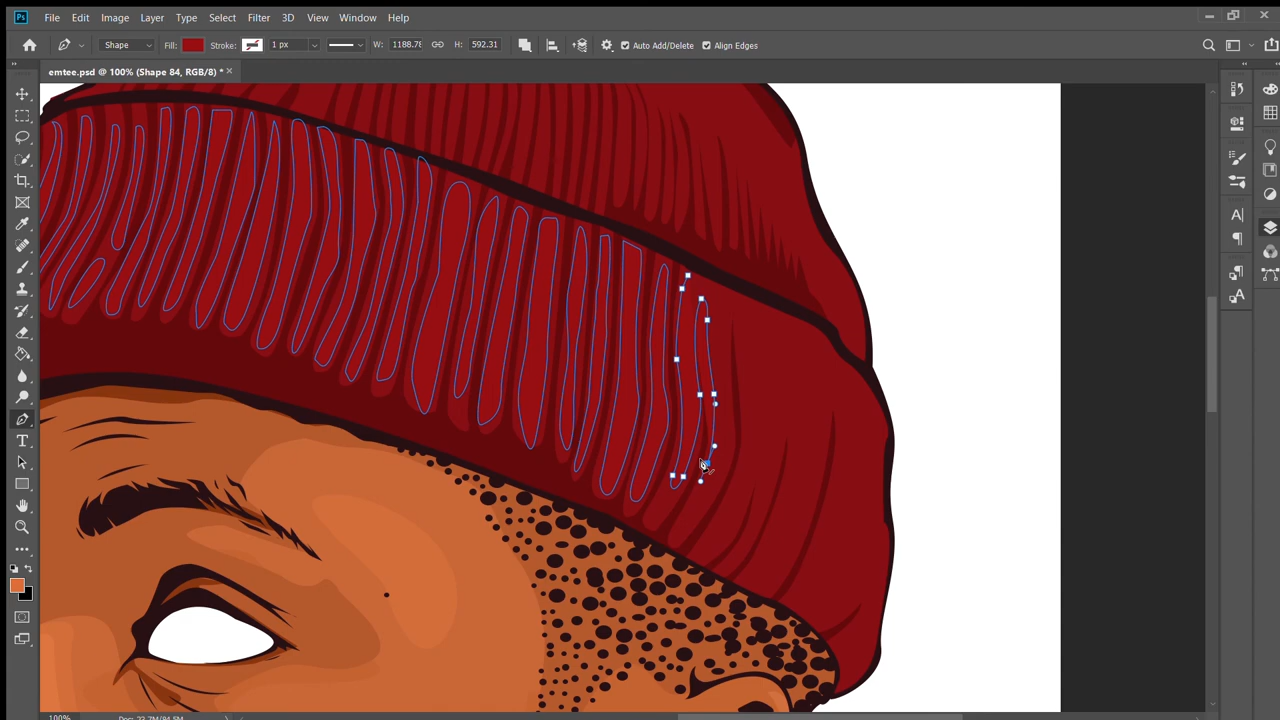 Ps File Edit Image Layer Type Select Filter 3D View Window Help
Shape Fill: Stroke: 1 px W: 1188.78 H: 592.31 Auto Add/Delete Align Edges
emtee.psd @ 100% (Shape 84, RGB/8) *
100% Doc: 23.7M/84.5M